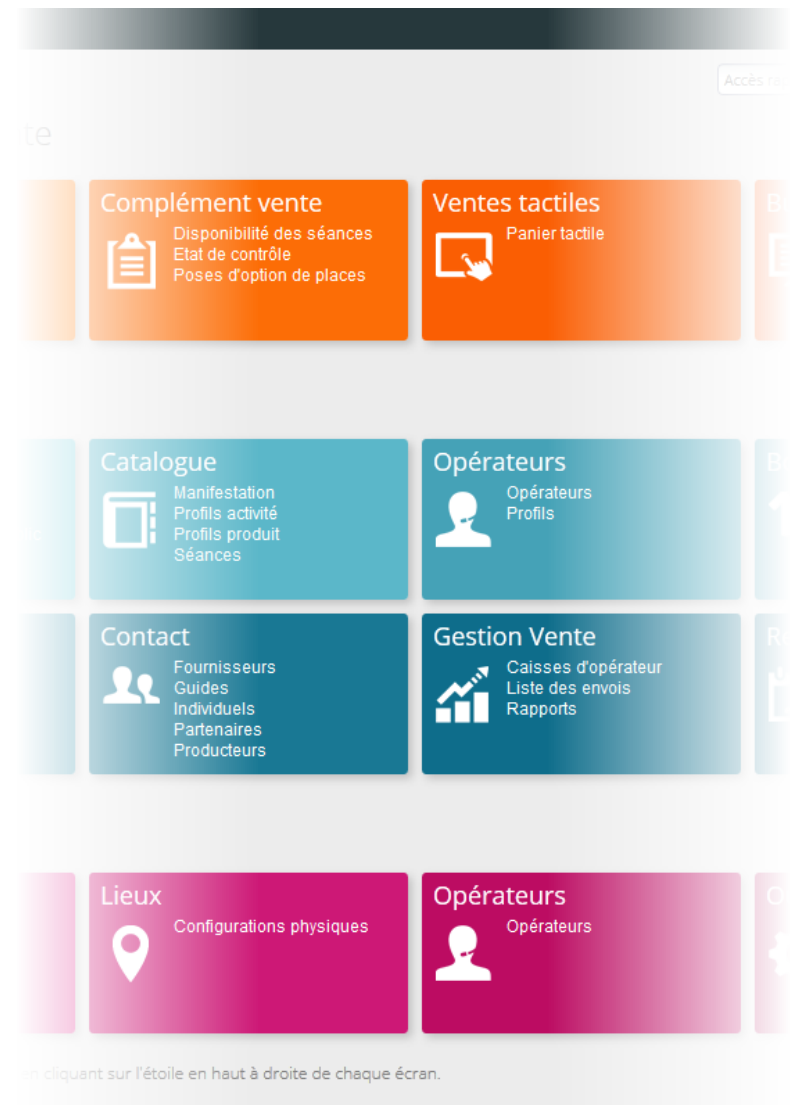 Accès
te
Complément vente
Disponibilité des séances
Etat de contrôle
Poses d'option de places
Ventes tactiles
Panier tactile
Catalogue
Manifestation
Profils activité
Profils produit
Séances
Opérateurs
Opérateurs
Profils
Contact
Fournisseurs
Guides
Individuels
Partenaires
Producteurs
Gestion Vente
Caisses d'opérateur
Liste des envois
Rapports
Lieux
Configurations physiques
Opérateurs
Opérateurs
en cliquant sur l'étoile en haut à droite de chaque écran.